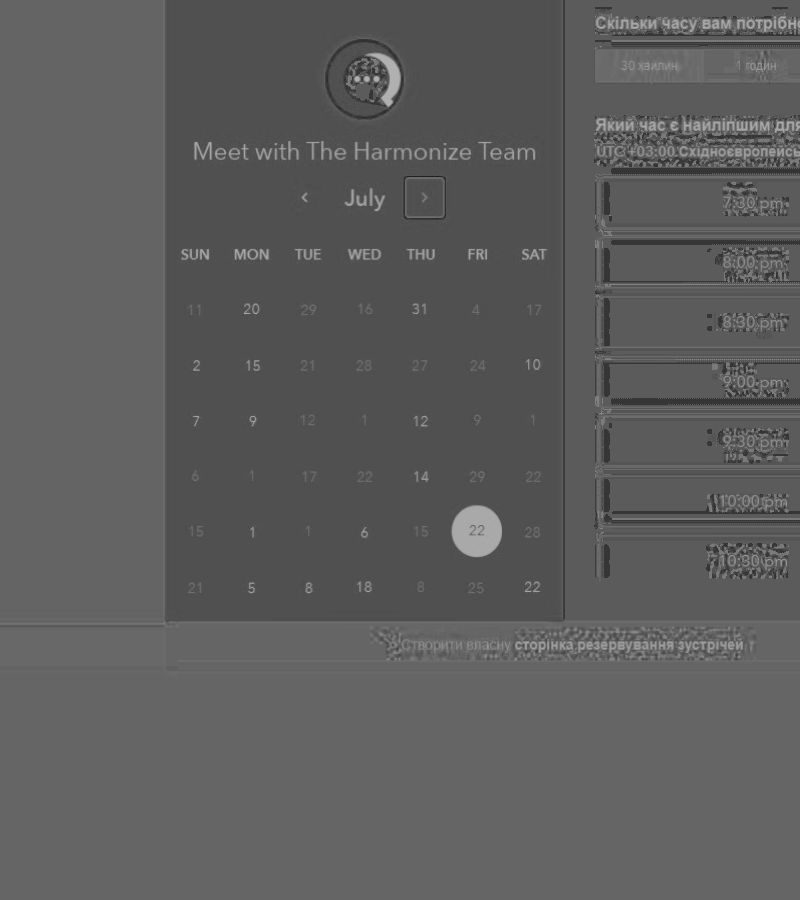 Meet with The Harmonize Team
July
SUN MON TUE WED THU FRI SAT
11 20 29 16 31 4 17
2 15 21 28 27 24 10
7 9 12 1 12 9 1
6 1 17 22 14 29 22
15 1 1 6 15 22 28
21 5 8 18 8 25 22
Скільки часу вам потрібно
30 хвилин 1 годин
Який час є найліпшим для
UTC +03:00 Східноєвропейсь
7:30 pm
8:00 pm
8:30 pm
9:00 pm
9:30 pm
10:00 pm
10:30 pm
Створити власну сторінка резервування зустрічей